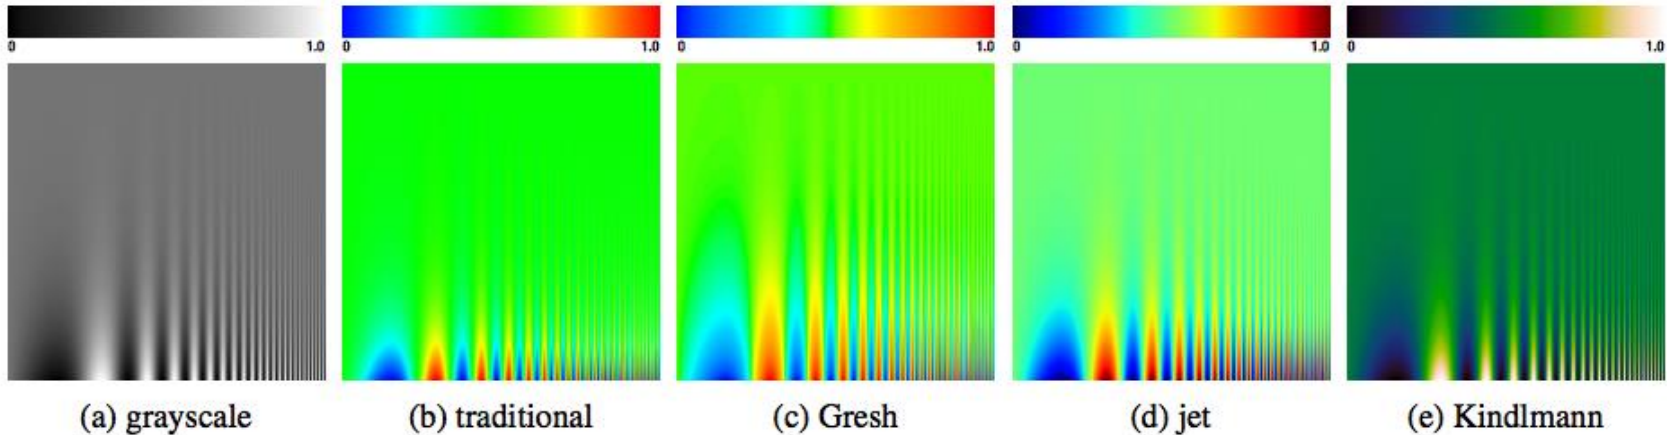 0 1.0 0 1.0 0 1.0 0 1.0 0 1.0
(a) grayscale (b) traditional (c) Gresh (d) jet (e) Kindlmann